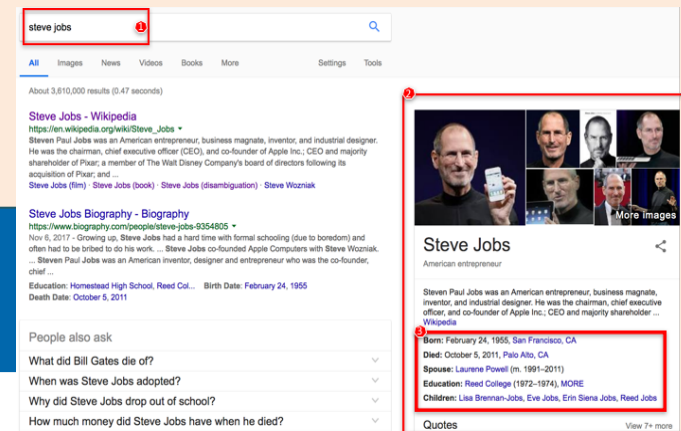 steve jobs
1
All Images News Videos Books More Settings Tools
About 3,610,000 results (0.47 seconds)
Steve Jobs - Wikipedia
https://en.wikipedia.org/wiki/Steve_Jobs
Steven Paul Jobs was an American entrepreneur, business magnate, inventor, and industrial designer.
He was the chairman, chief executive officer (CEO), and co-founder of Apple Inc.; CEO and majority
shareholder of Pixar; a member of The Walt Disney Company's board of directors following its
acquisition of Pixar; and ...
Steve Jobs (film) · Steve Jobs (book) · Steve Jobs (disambiguation) · Steve Wozniak
Steve Jobs Biography - Biography
https://www.biography.com/people/steve-jobs-9354805
Nov 6, 2017 - Growing up, Steve Jobs had a hard time with formal schooling (due to boredom) and
often had to be bribed to do his work. ... Steve Jobs co-founded Apple Computers with Steve Wozniak.
... Steven Paul Jobs was an American inventor, designer and entrepreneur who was the co-founder,
chief ...
Education: Homestead High School, Reed Col... Birth Date: February 24, 1955
Death Date: October 5, 2011
People also ask
What did Bill Gates die of?
When was Steve Jobs adopted?
Why did Steve Jobs drop out of school?
How much money did Steve Jobs have when he died?
2
More images
Steve Jobs
American entrepreneur
Steven Paul Jobs was an American entrepreneur, business magnate,
inventor, and industrial designer. He was the chairman, chief executive
officer, and co-founder of Apple Inc.; CEO and majority shareholder ...
Wikipedia
3
Born: February 24, 1955, San Francisco, CA
Died: October 5, 2011, Palo Alto, CA
Spouse: Laurene Powell (m. 1991–2011)
Education: Reed College (1972–1974), MORE
Children: Lisa Brennan-Jobs, Eve Jobs, Erin Siena Jobs, Reed Jobs
Quotes View 7+ more